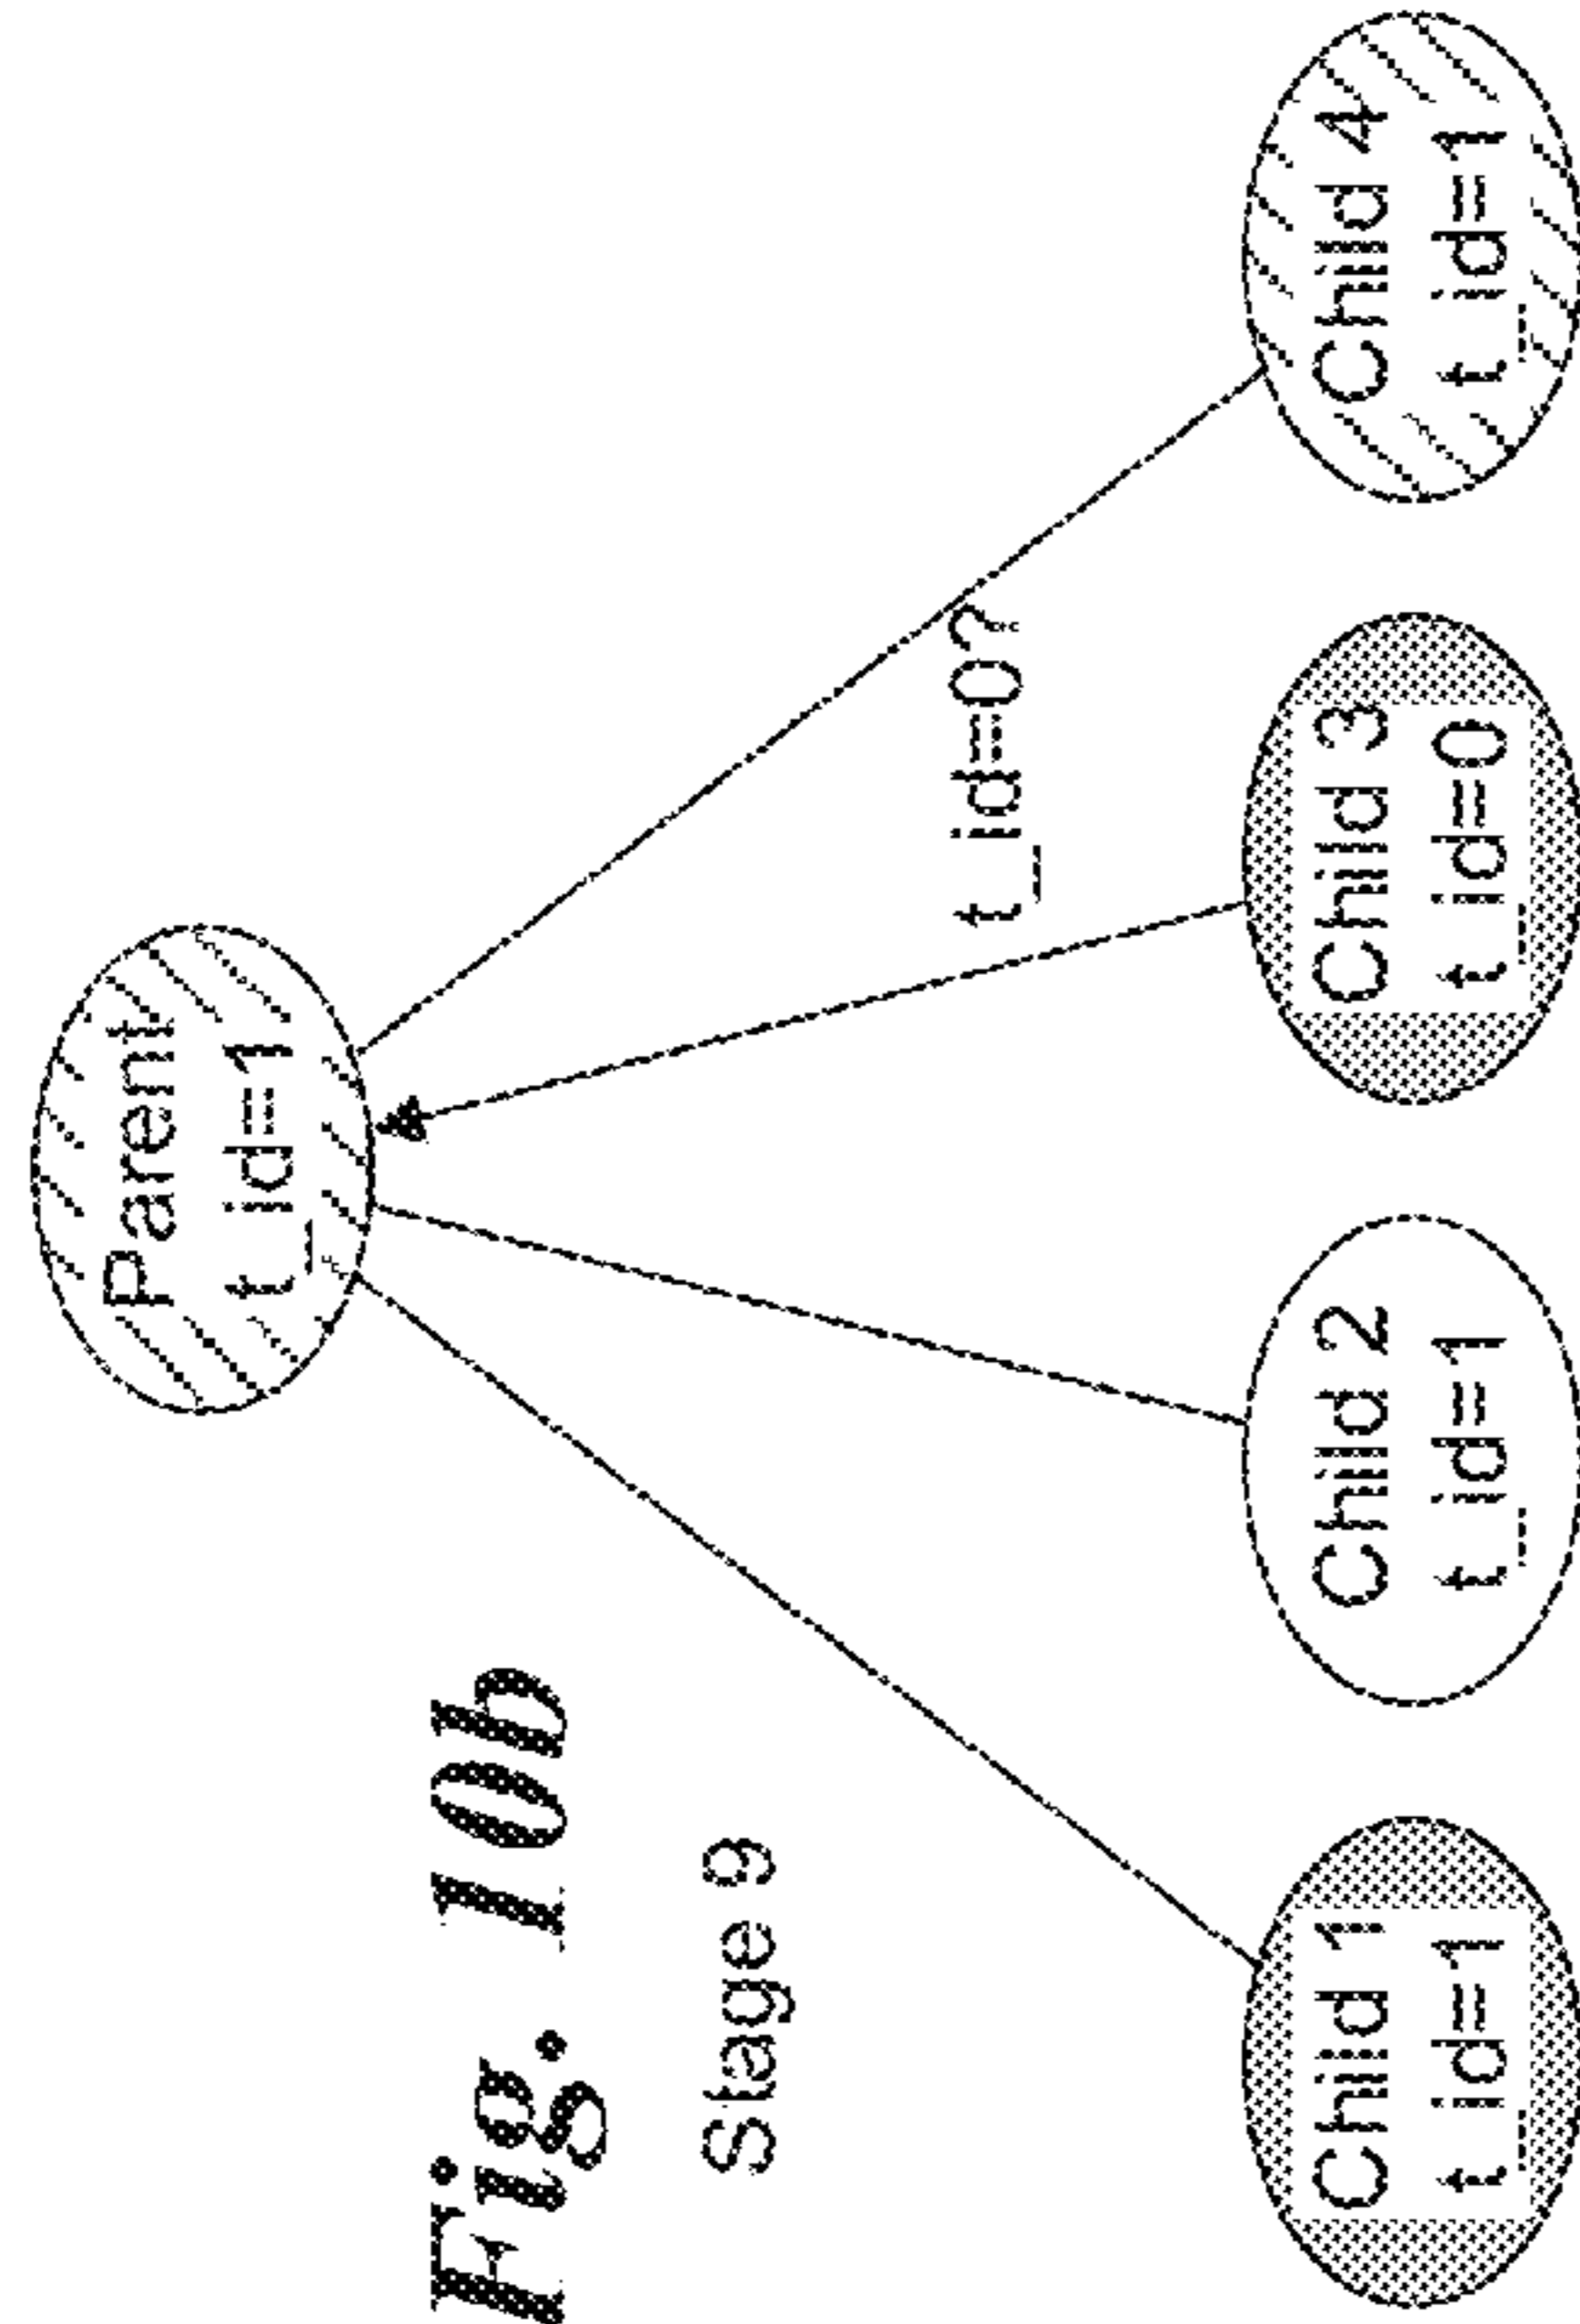 Fig. 10b
Stage 9
Parent
t_id=1
t_id=0?
Child 1
t_id=1
Child 2
t_id=1
Child 3
t_id=0
Child 4
t_id=1